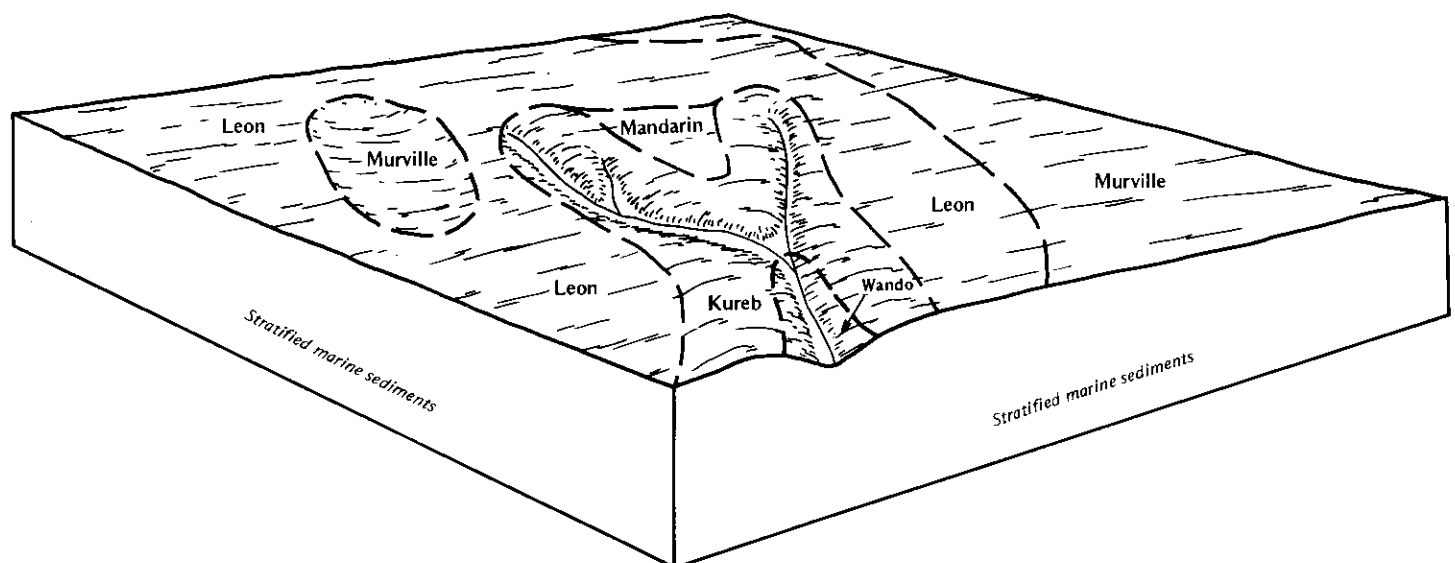 Leon
Mandarin
Murville
Murville
Leon
Leon
Kureb
Wando
Stratified marine sediments
Stratified marine sediments